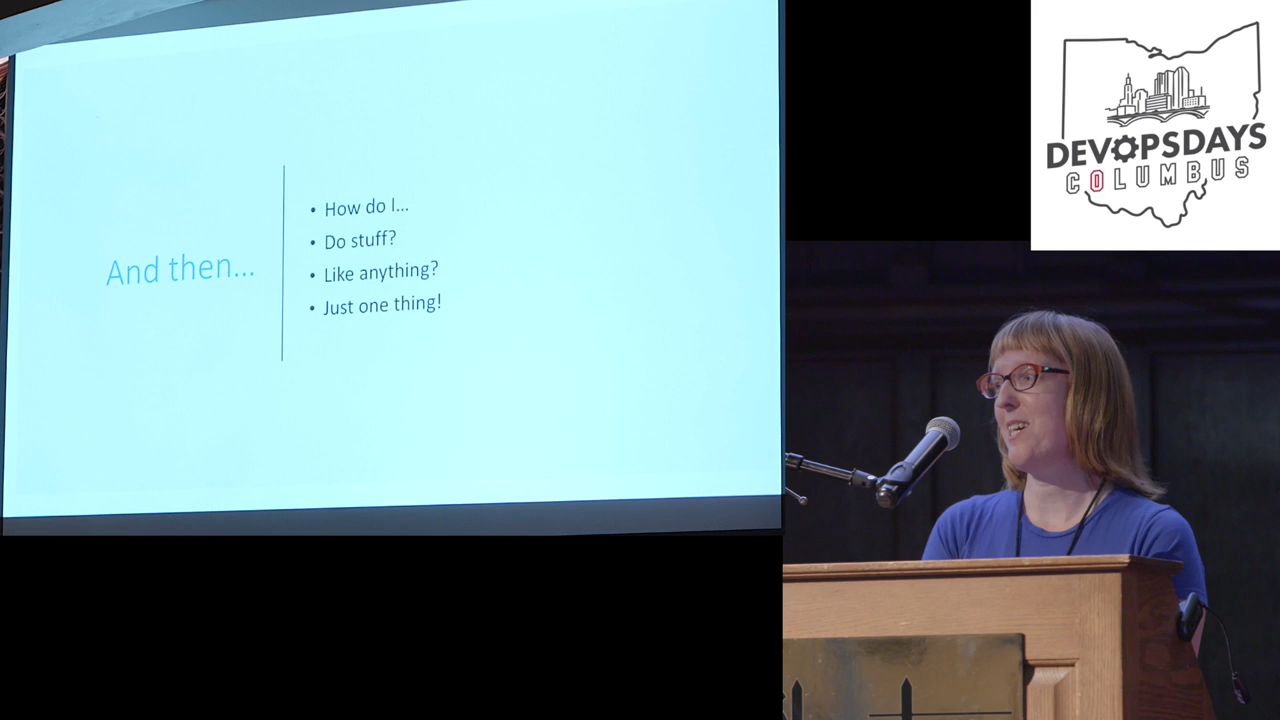 And then...
• How do I...
• Do stuff?
• Like anything?
• Just one thing!
DEVOPSDAYS
COLUMBUS